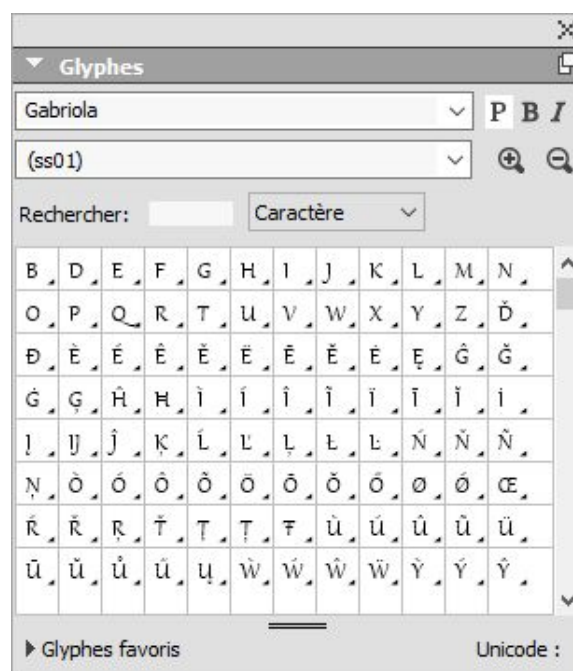 Glyphes
Gabriola
P B I
(ss01)
Rechercher:
Caractère
B D E F G H I J K L M N
O P Q R T U V W X Y Z Ď
Đ È É Ê Ě Ë Ē Ĕ Ė Ę Ĝ Ğ
Ġ Ģ Ĥ Ħ Ì Í Î Ĩ Ï Ī Ĭ İ
Į Ĳ Ĵ Ķ Ĺ Ľ Ļ Ł Ŀ Ń Ň Ñ
Ņ Ò Ó Ô Õ Ö Ō Ŏ Ő Ø Ǿ Œ
Ŕ Ř Ŗ Ť Ţ Ț Ŧ Ù Ú Û Ũ Ü
Ū Ŭ Ů Ű Ų Ẁ Ẃ Ŵ Ẅ Ỳ Ý Ŷ
Glyphes favoris
Unicode :